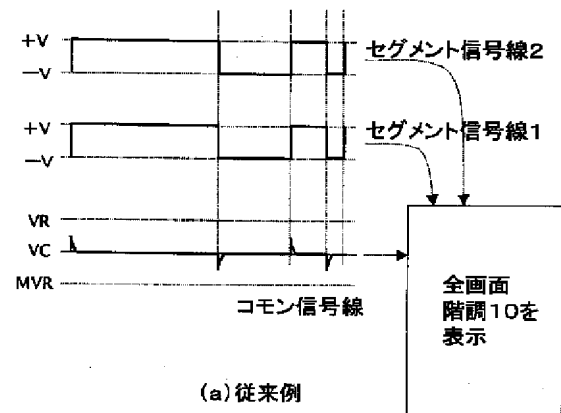 +V
セグメント信号線2
−V
+V
セグメント信号線1
−V
VR
VC
MVR
コモン信号線
全画面
階調10を
表示
(a)従来例